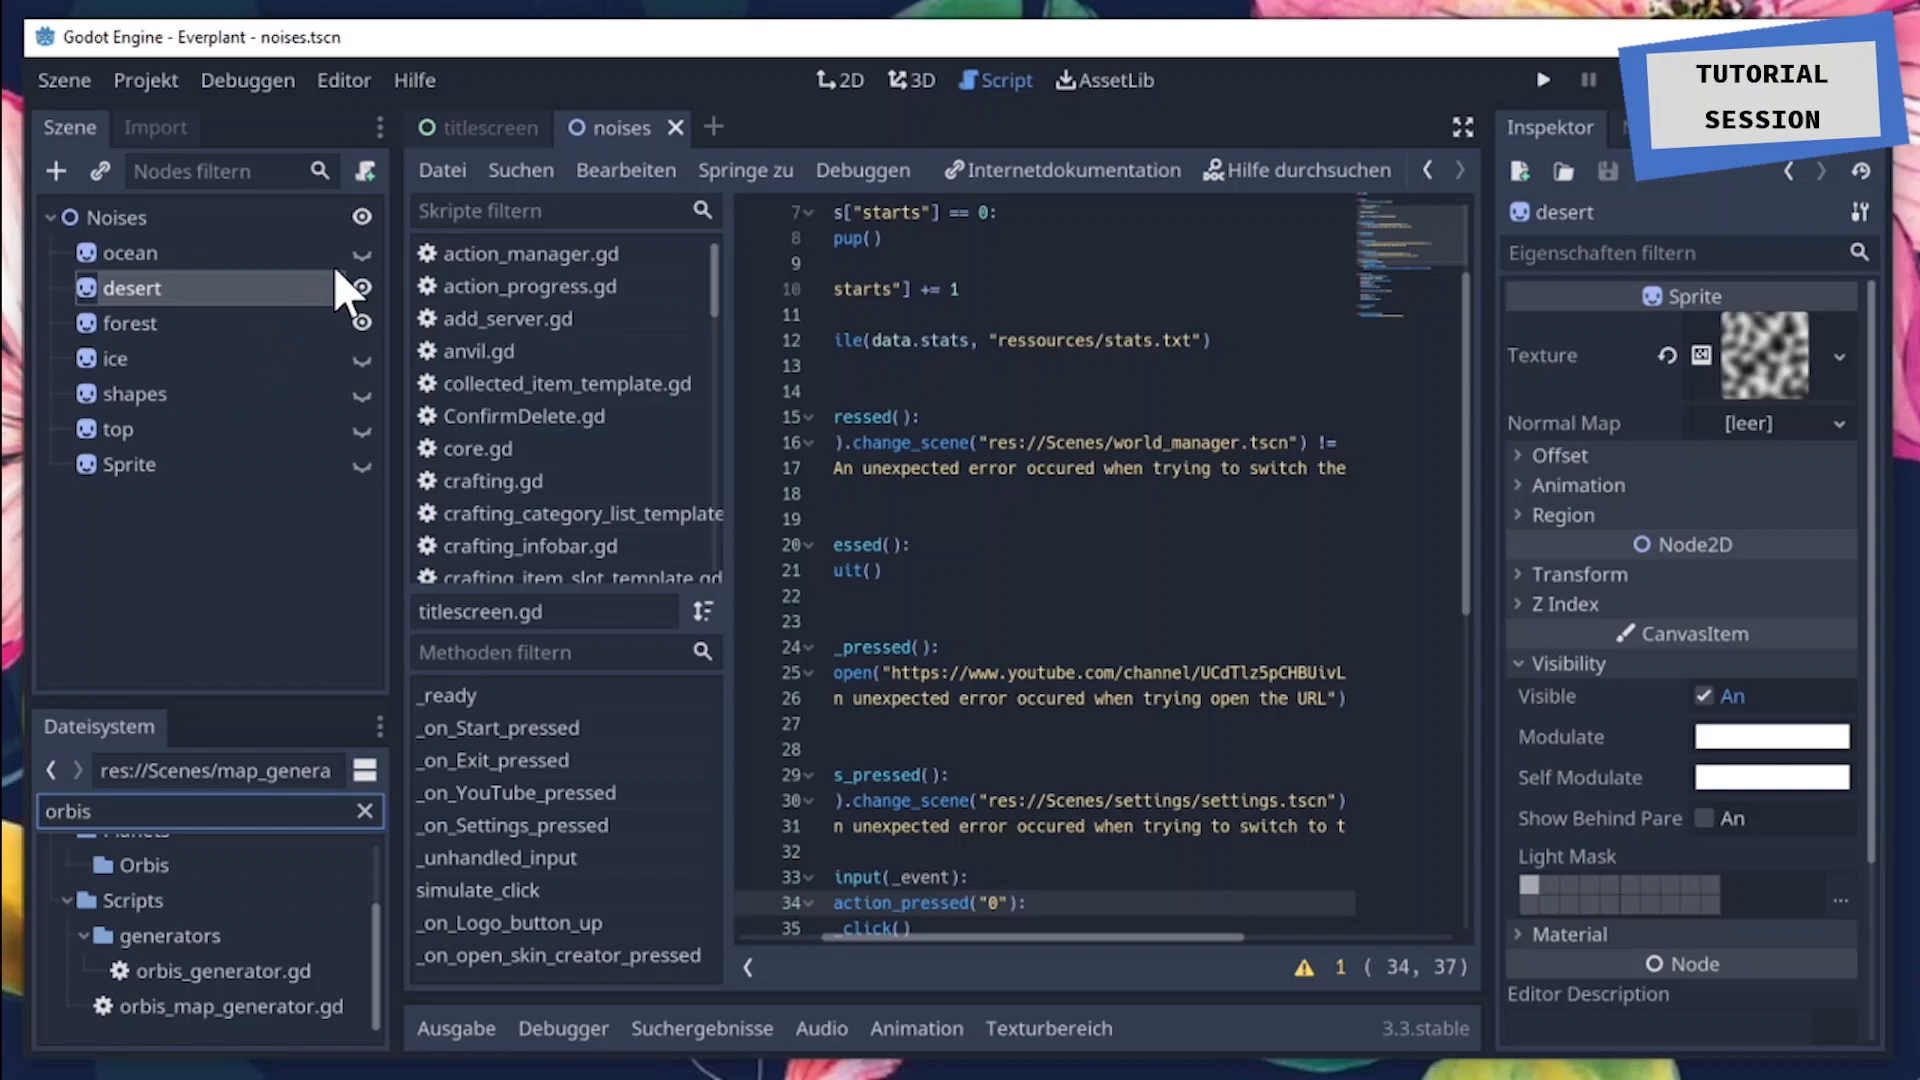 Godot Engine - Everplant - noises.tscn
TUTORIAL
SESSION
Szene Projekt Debuggen Editor Hilfe
2D 3D Script AssetLib
Szene Import
titlescreen noises
Inspektor
Nodes filtern
Datei Suchen Bearbeiten Springe zu Debuggen Internetdokumentation Hilfe durchsuchen
Noises
ocean
desert
forest
ice
shapes
top
Sprite
Dateisystem
res://Scenes/map_genera
orbis
Planets
Orbis
Scripts
generators
orbis_generator.gd
orbis_map_generator.gd
Skripte filtern
action_manager.gd
action_progress.gd
add_server.gd
anvil.gd
collected_item_template.gd
ConfirmDelete.gd
core.gd
crafting.gd
crafting_category_list_template
crafting_infobar.gd
crafting_item_slot_template.gd
titlescreen.gd
Methoden filtern
_ready
_on_Start_pressed
_on_Exit_pressed
_on_YouTube_pressed
_on_Settings_pressed
_unhandled_input
simulate_click
_on_Logo_button_up
_on_open_skin_creator_pressed
7 s["starts"] == 0:
8 pup()
9
10 starts"] += 1
11
12 ile(data.stats, "ressources/stats.txt")
13
14
15 ressed():
16 ).change_scene("res://Scenes/world_manager.tscn") !=
17 An unexpected error occured when trying to switch the
18
19
20 essed():
21 uit()
22
23
24 _pressed():
25 open("https://www.youtube.com/channel/UCdTlz5pCHBUivL
26 n unexpected error occured when trying open the URL")
27
28
29 s_pressed():
30 ).change_scene("res://Scenes/settings/settings.tscn")
31 n unexpected error occured when trying to switch to t
32
33 input(_event):
34 action_pressed("0"):
35 _click()
1 ( 34, 37)
Ausgabe Debugger Suchergebnisse Audio Animation Texturbereich 3.3.stable
desert
Eigenschaften filtern
Sprite
Texture
Normal Map [leer]
Offset
Animation
Region
Node2D
Transform
Z Index
CanvasItem
Visibility
Visible An
Modulate
Self Modulate
Show Behind Pare An
Light Mask
...
Material
Node
Editor Description